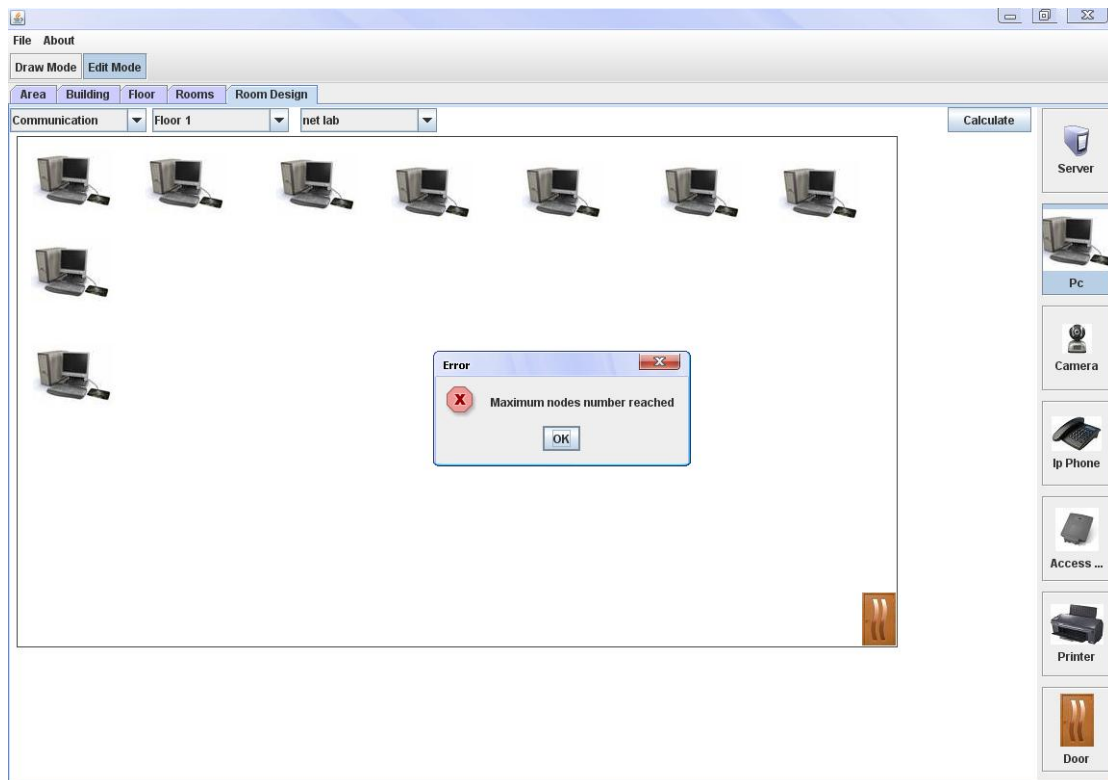 File About
Draw Mode Edit Mode
Area Building Floor Rooms Room Design
Communication Floor 1 net lab Calculate
Server
Pc
Camera
Ip Phone
Access ...
Printer
Door
Error
Maximum nodes number reached
OK